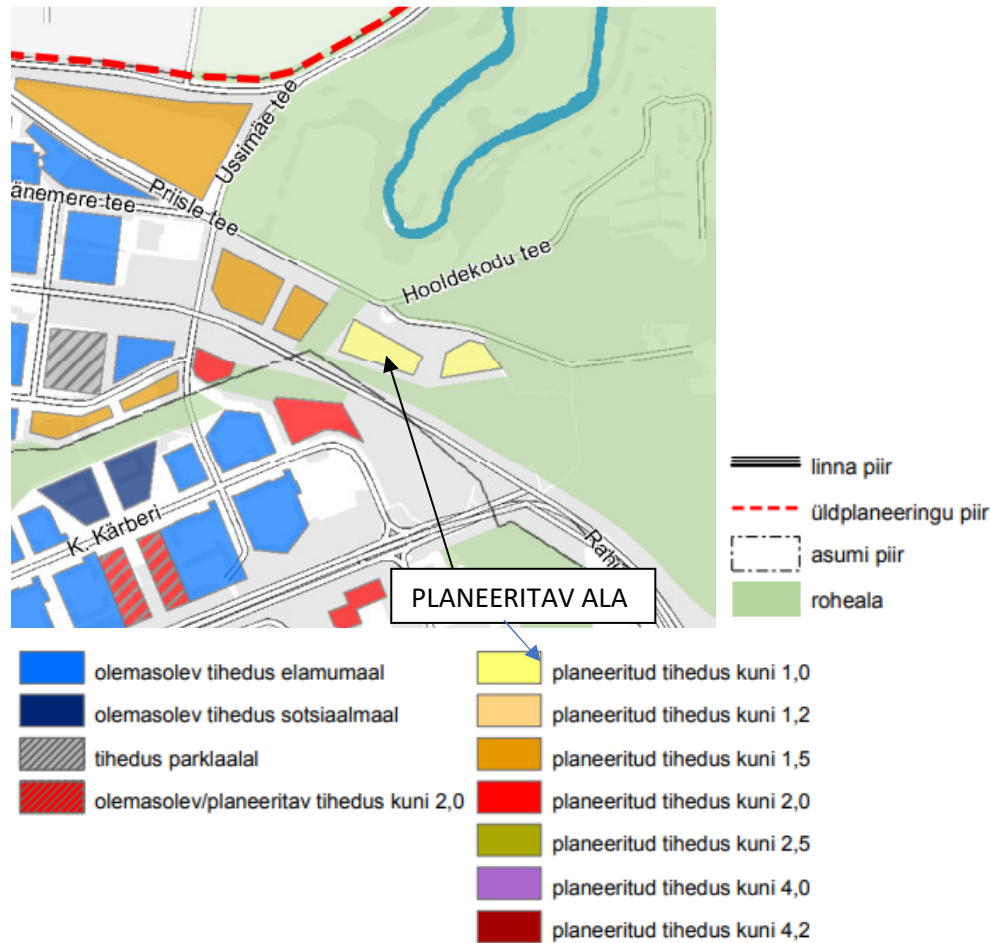 Ussimäe tee
Priisle tee
änemere tee
Hooldekodu tee
K. Kärberi
Rahu
PLANEERITAV ALA
linna piir
üldplaneeringu piir
asumi piir
roheala
olemasolev tihedus elamumaal
olemasolev tihedus sotsiaalmaal
tihedus parklaalal
olemasolev/planeeritav tihedus kuni 2,0
planeeritud tihedus kuni 1,0
planeeritud tihedus kuni 1,2
planeeritud tihedus kuni 1,5
planeeritud tihedus kuni 2,0
planeeritud tihedus kuni 2,5
planeeritud tihedus kuni 4,0
planeeritud tihedus kuni 4,2